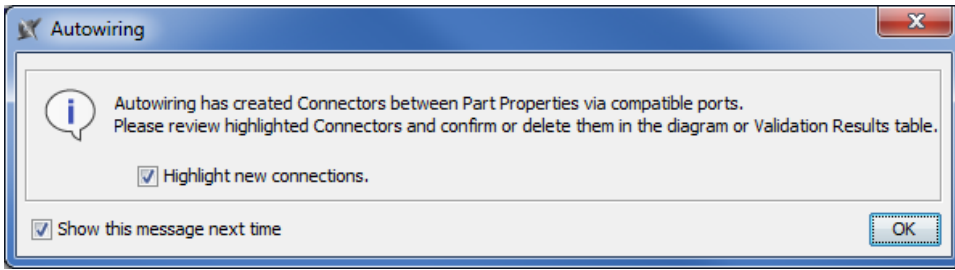 Autowiring
Autowiring has created Connectors between Part Properties via compatible ports.
Please review highlighted Connectors and confirm or delete them in the diagram or Validation Results table.
Highlight new connections.
Show this message next time
OK